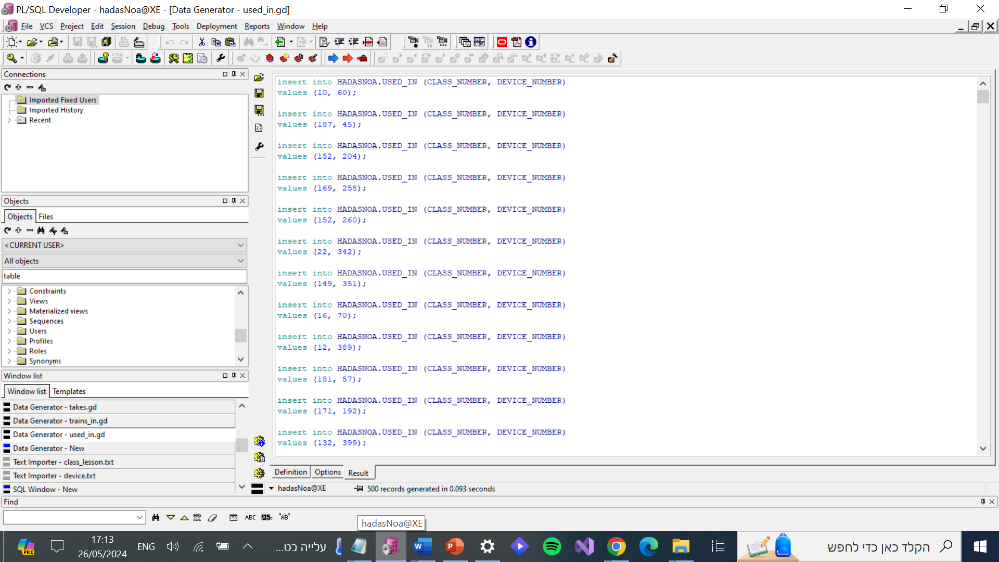 PL/SQL Developer - hadasNoa@XE - [Data Generator - used_in.gd]
File VCS Project Edit Session Debug Tools Deployment Reports Window Help
Connections
Imported Fixed Users
Imported History
Recent
Objects
Objects Files
<CURRENT USER>
All objects
table
Constraints
Views
Materialized views
Sequences
Users
Profiles
Roles
Synonyms
Window list
Window list Templates
Data Generator - takes.gd
Data Generator - trains_in.gd
Data Generator - used_in.gd
Data Generator - New
Text Importer - class_lesson.txt
Text Importer - device.txt
SQL Window - New
insert into HADASNOA.USED_IN (CLASS_NUMBER, DEVICE_NUMBER)
values (10, 60);
insert into HADASNOA.USED_IN (CLASS_NUMBER, DEVICE_NUMBER)
values (187, 45);
insert into HADASNOA.USED_IN (CLASS_NUMBER, DEVICE_NUMBER)
values (152, 204);
insert into HADASNOA.USED_IN (CLASS_NUMBER, DEVICE_NUMBER)
values (169, 258);
insert into HADASNOA.USED_IN (CLASS_NUMBER, DEVICE_NUMBER)
values (152, 260);
insert into HADASNOA.USED_IN (CLASS_NUMBER, DEVICE_NUMBER)
values (22, 342);
insert into HADASNOA.USED_IN (CLASS_NUMBER, DEVICE_NUMBER)
values (149, 351);
insert into HADASNOA.USED_IN (CLASS_NUMBER, DEVICE_NUMBER)
values (16, 70);
insert into HADASNOA.USED_IN (CLASS_NUMBER, DEVICE_NUMBER)
values (12, 389);
insert into HADASNOA.USED_IN (CLASS_NUMBER, DEVICE_NUMBER)
values (181, 57);
insert into HADASNOA.USED_IN (CLASS_NUMBER, DEVICE_NUMBER)
values (171, 192);
insert into HADASNOA.USED_IN (CLASS_NUMBER, DEVICE_NUMBER)
values (132, 399);
Definition Options Result
hadasNoa@XE 500 records generated in 0.093 seconds
Find
ABC "AB"
hadasNoa@XE
17:13
26/05/2024
ENG
עלייה בט...
הקלד כאן כדי לחפש